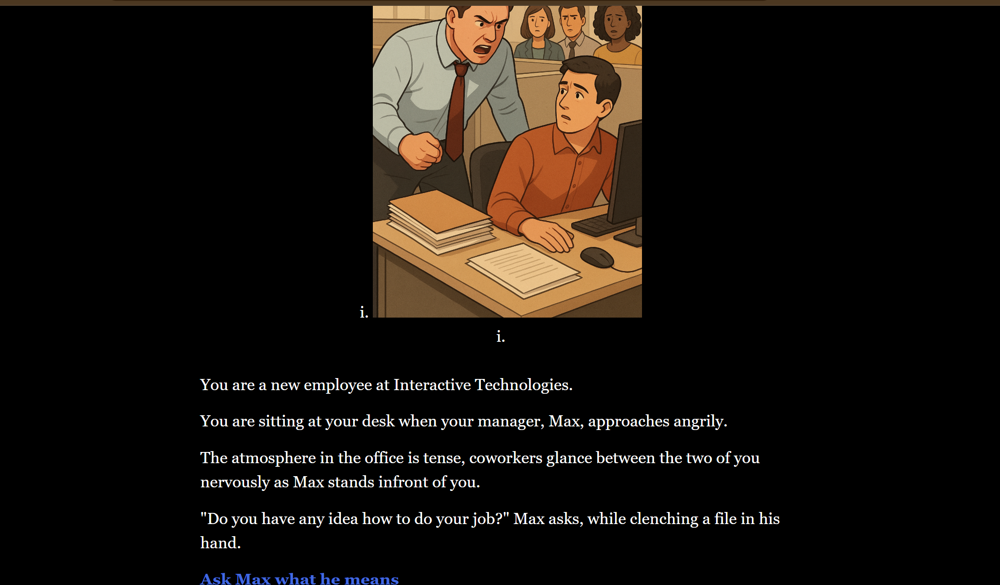 i.
i.
You are a new employee at Interactive Technologies.
You are sitting at your desk when your manager, Max, approaches angrily.
The atmosphere in the office is tense, coworkers glance between the two of you
nervously as Max stands infront of you.
"Do you have any idea how to do your job?" Max asks, while clenching a file in his
hand.
Ask Max what he means